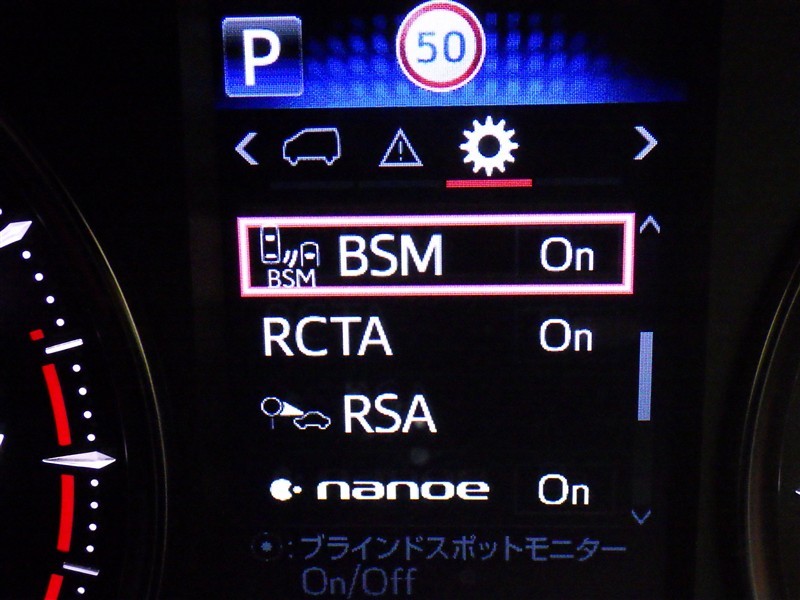 P
50
BSM BSM On
RCTA On
RSA
nanoe On
:ブラインドスポットモニター
On/Off